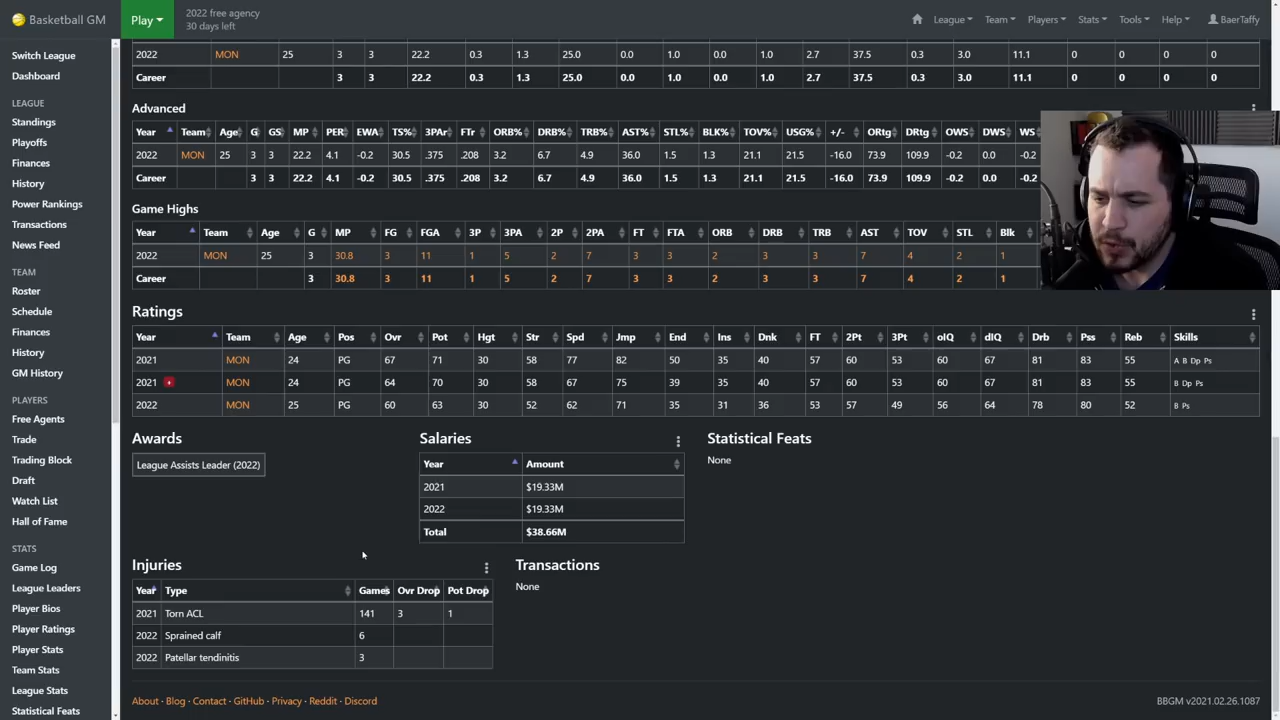 Basketball GM
Play
2022 free agency
30 days left
League Team Players Stats Tools Help BaerTaffy
Switch League
Dashboard
LEAGUE
Standings
Playoffs
Finances
History
Power Rankings
Transactions
News Feed
TEAM
Roster
Schedule
Finances
History
GM History
PLAYERS
Free Agents
Trade
Trading Block
Draft
Watch List
Hall of Fame
STATS
Game Log
League Leaders
Player Bios
Player Ratings
Player Stats
Team Stats
League Stats
Statistical Feats
2022 MON 25 3 3 22.2 0.3 1.3 25.0 0.0 1.0 0.0 1.0 2.7 37.5 0.3 3.0 11.1 0 0 0
Career 3 3 22.2 0.3 1.3 25.0 0.0 1.0 0.0 1.0 2.7 37.5 0.3 3.0 11.1 0 0 0
Advanced
Year Team Age G GS MP PER EWA TS% 3PAr FTr ORB% DRB% TRB% AST% STL% BLK% TOV% USG% +/- ORtg DRtg OWS DWS WS
2022 MON 25 3 3 22.2 4.1 -0.2 30.5 .375 .208 3.2 6.7 4.9 36.0 1.5 1.3 21.1 21.5 -16.0 73.9 109.9 -0.2 0.0 -0.2
Career 3 3 22.2 4.1 -0.2 30.5 .375 .208 3.2 6.7 4.9 36.0 1.5 1.3 21.1 21.5 -16.0 73.9 109.9 -0.2 0.0 -0.2
Game Highs
Year Team Age G MP FG FGA 3P 3PA 2P 2PA FT FTA ORB DRB TRB AST TOV STL Blk
2022 MON 25 3 30.8 3 11 1 5 2 7 3 3 2 3 3 7 4 2 1
Career 3 30.8 3 11 1 5 2 7 3 3 2 3 3 7 4 2 1
Ratings
Year Team Age Pos Ovr Pot Hgt Str Spd Jmp End Ins Dnk FT 2Pt 3Pt oIQ dIQ Drb Pss Reb Skills
2021 MON 24 PG 67 71 30 58 77 82 50 35 40 57 60 53 60 67 81 83 55 A B Dp Ps
2021 MON 24 PG 64 70 30 58 67 75 39 35 40 57 60 53 60 67 81 83 55 B Dp Ps
2022 MON 25 PG 60 63 30 52 62 71 35 31 36 53 57 49 56 64 78 80 52 B Ps
Awards
League Assists Leader (2022)
Salaries
Year Amount
2021 $19.33M
2022 $19.33M
Total $38.66M
Statistical Feats
None
Injuries
Year Type Games Ovr Drop Pot Drop
2021 Torn ACL 141 3 1
2022 Sprained calf 6
2022 Patellar tendinitis 3
Transactions
None
About · Blog · Contact · GitHub · Privacy · Reddit · Discord
BBGM v2021.02.26.1087